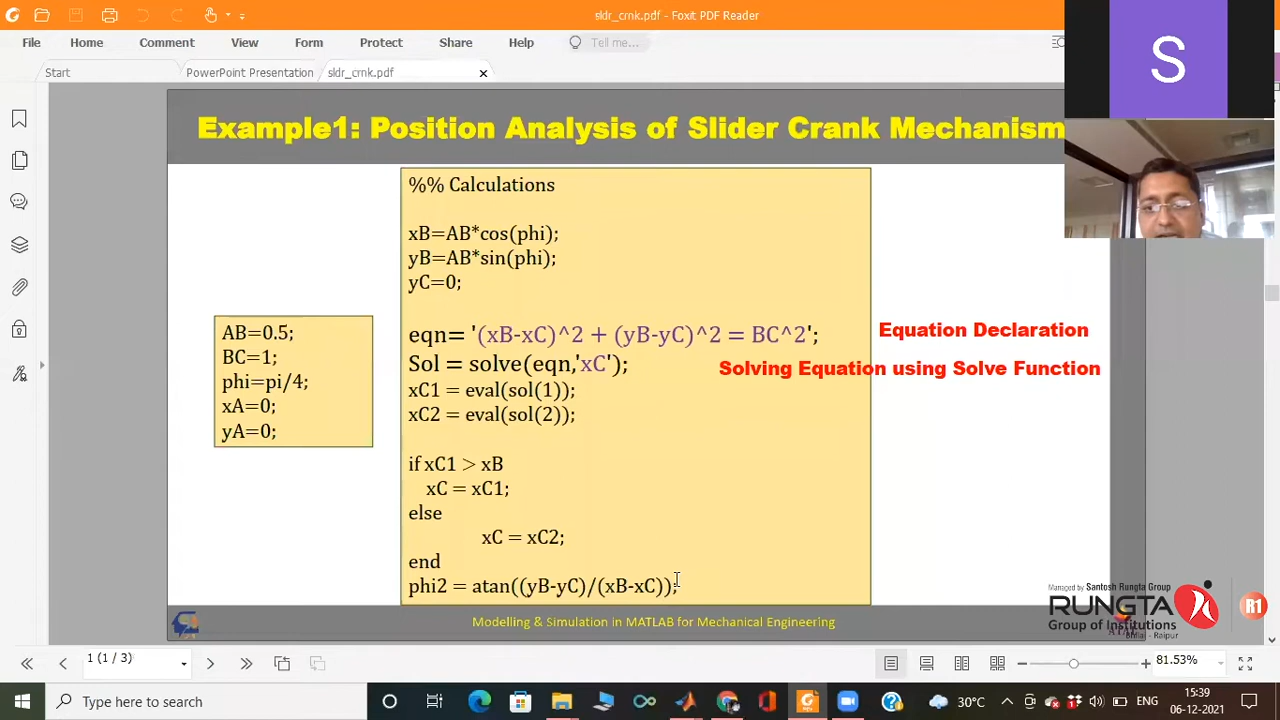 sldr_crnk.pdf - Foxit PDF Reader
File Home Comment View Form Protect Share Help Tell me...
Start PowerPoint Presentation sldr_crnk.pdf
S
Example1: Position Analysis of Slider Crank Mechanism
%% Calculations
xB=AB*cos(phi);
yB=AB*sin(phi);
yC=0;
AB=0.5;
BC=1;
phi=pi/4;
xA=0;
yA=0;
eqn= '(xB-xC)^2 + (yB-yC)^2 = BC^2';
Equation Declaration
Sol = solve(eqn,'xC');
Solving Equation using Solve Function
xC1 = eval(sol(1));
xC2 = eval(sol(2));
if xC1 > xB
xC = xC1;
else
xC = xC2;
end
phi2 = atan((yB-yC)/(xB-xC));
Modelling & Simulation in MATLAB for Mechanical Engineering
Managed by Santosh Rungta Group
RUNGTA
Group of Institutions
Bhilai - Raipur
R1
1 (1 / 3)
81.53%
Type here to search
30°C
ENG
15:39
06-12-2021